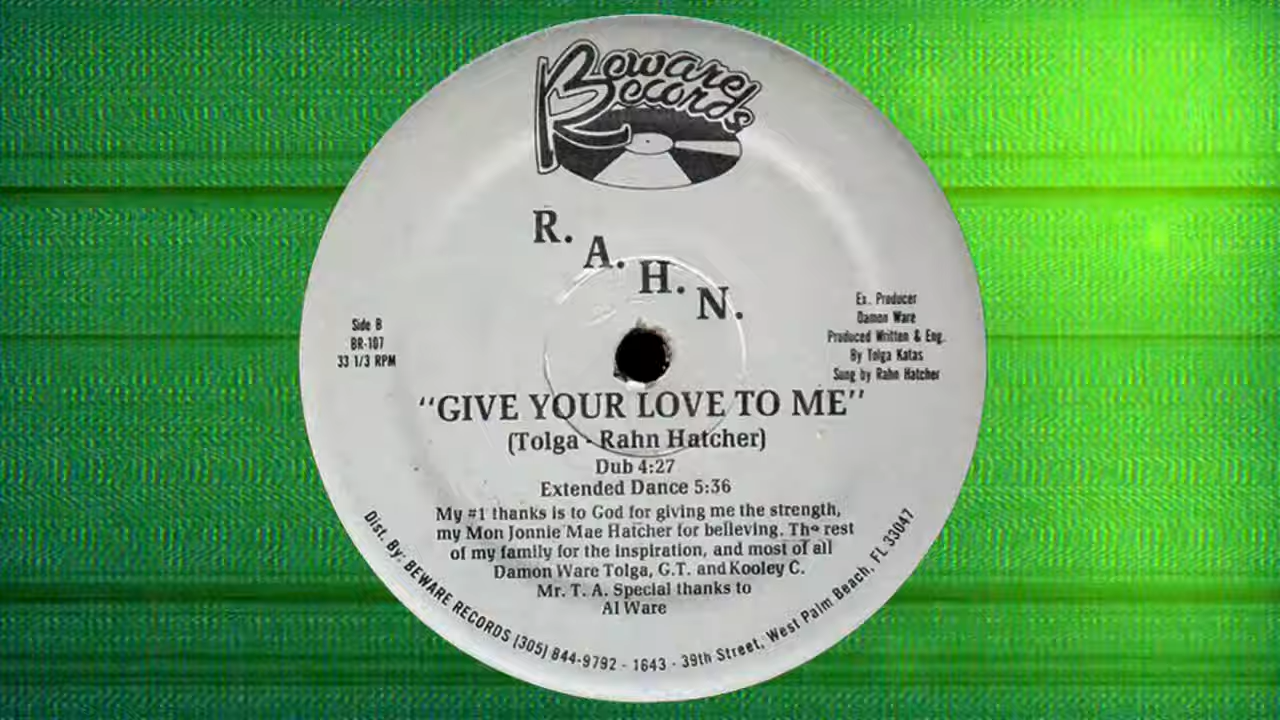 Beware Records
R. A. H. N.
Side B
BR-107
33 1/3 RPM
Ex. Producer
Damon Ware
Produced Written & Eng.
By Tolga Katas
Sung by Rahn Hatcher
"GIVE YOUR LOVE TO ME"
(Tolga - Rahn Hatcher)
Dub 4:27
Extended Dance 5:36
My #1 thanks is to God for giving me the strength,
my Mon Jonnie Mae Hatcher for believing. The rest
of my family for the inspiration, and most of all
Damon Ware Tolga, G.T. and Kooley C.
Mr. T. A. Special thanks to
Al Ware
Dist. By: BEWARE RECORDS (305) 844-9792 - 1643 - 39th Street, West Palm Beach, FL 33047